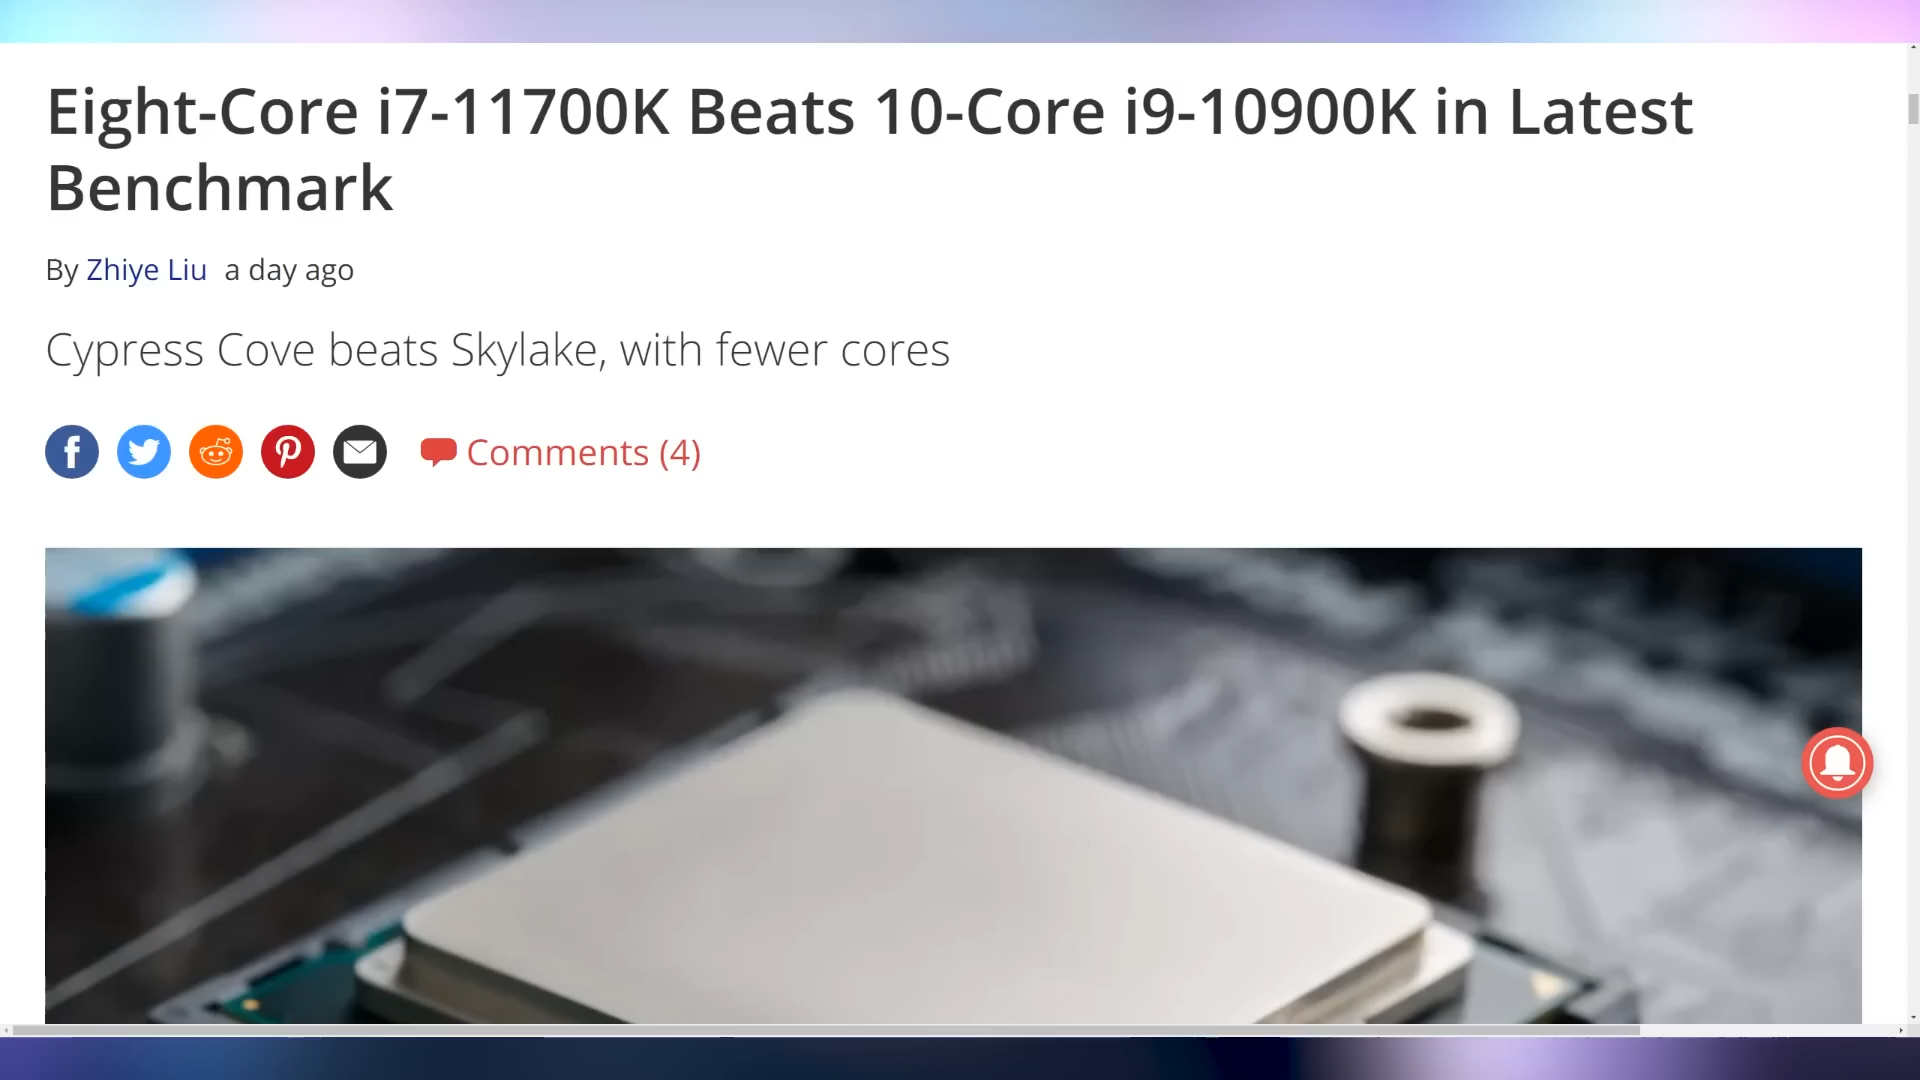 Eight-Core i7-11700K Beats 10-Core i9-10900K in Latest
Benchmark
By Zhiye Liu a day ago
Cypress Cove beats Skylake, with fewer cores
Comments (4)